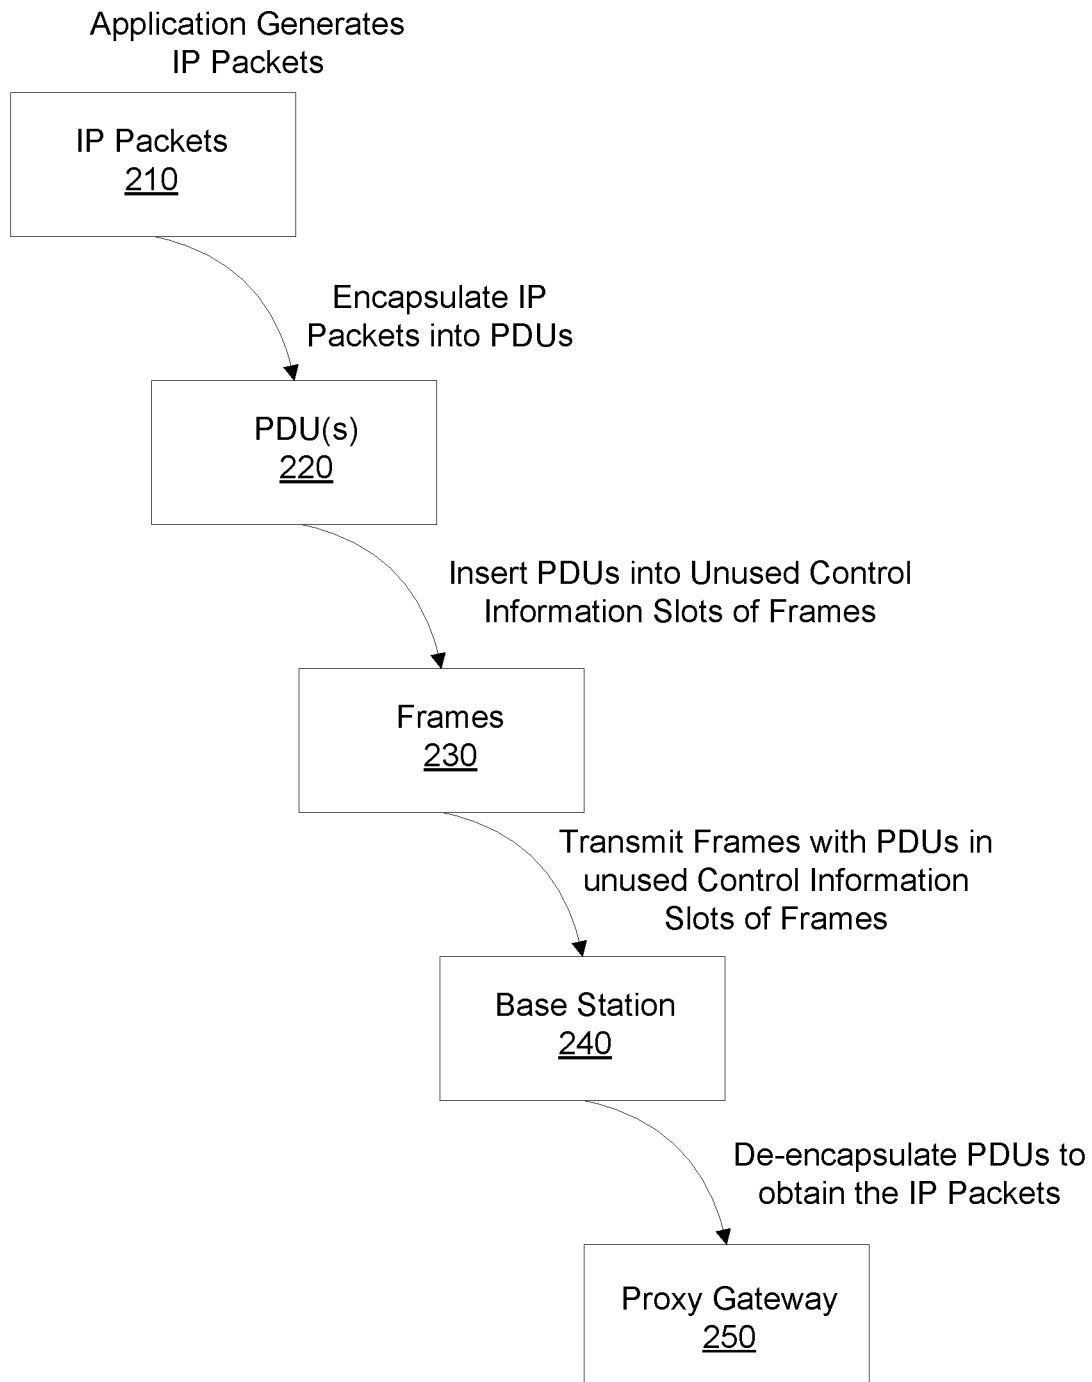 Application Generates
IP Packets
IP Packets
210
Encapsulate IP
Packets into PDUs
PDU(s)
220
Insert PDUs into Unused Control
Information Slots of Frames
Frames
230
Transmit Frames with PDUs in
unused Control Information
Slots of Frames
Base Station
240
De-encapsulate PDUs to
obtain the IP Packets
Proxy Gateway
250